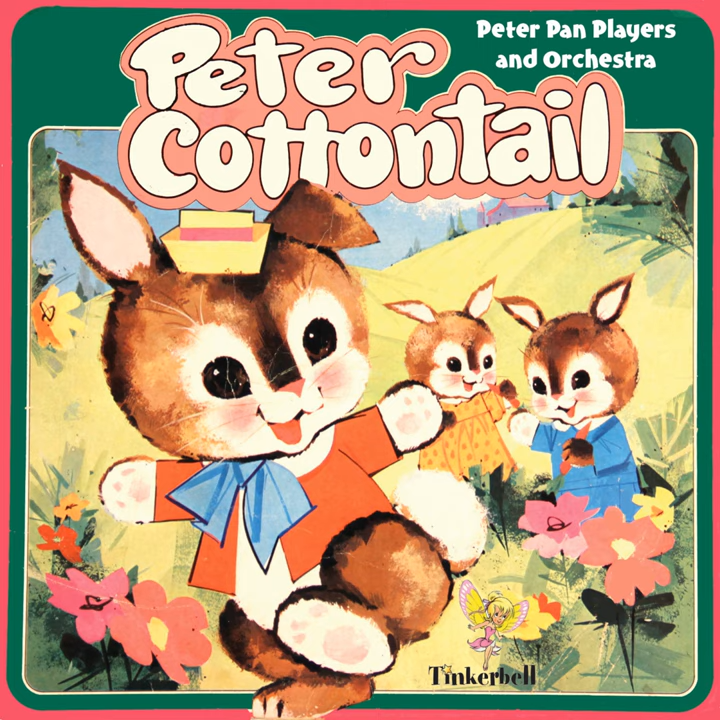 Peter Pan Players
and Orchestra
Peter
Cottontail
Tinkerbell